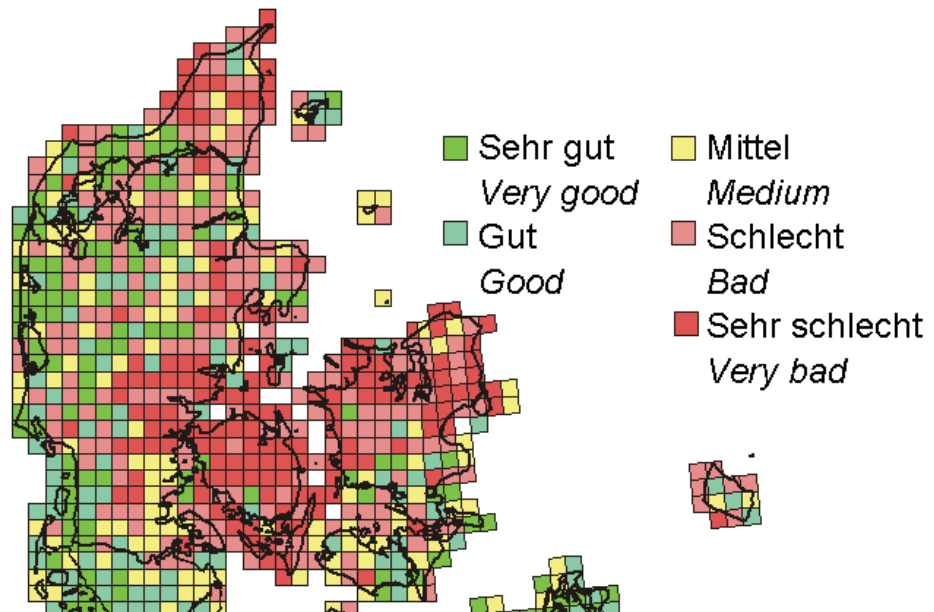 Sehr gut
Very good
Gut
Good
Mittel
Medium
Schlecht
Bad
Sehr schlecht
Very bad